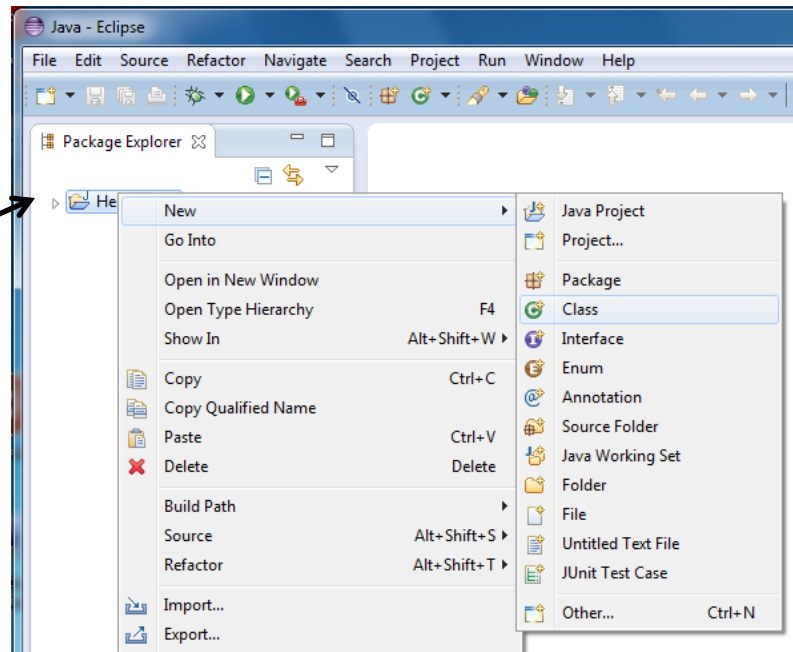 Java - Eclipse
File Edit Source Refactor Navigate Search Project Run Window Help
Package Explorer
He
New
Go Into
Open in New Window
Open Type Hierarchy F4
Show In Alt+Shift+W
Copy Ctrl+C
Copy Qualified Name
Paste Ctrl+V
Delete Delete
Build Path
Source Alt+Shift+S
Refactor Alt+Shift+T
Import...
Export...
Java Project
Project...
Package
Class
Interface
Enum
Annotation
Source Folder
Java Working Set
Folder
File
Untitled Text File
JUnit Test Case
Other... Ctrl+N